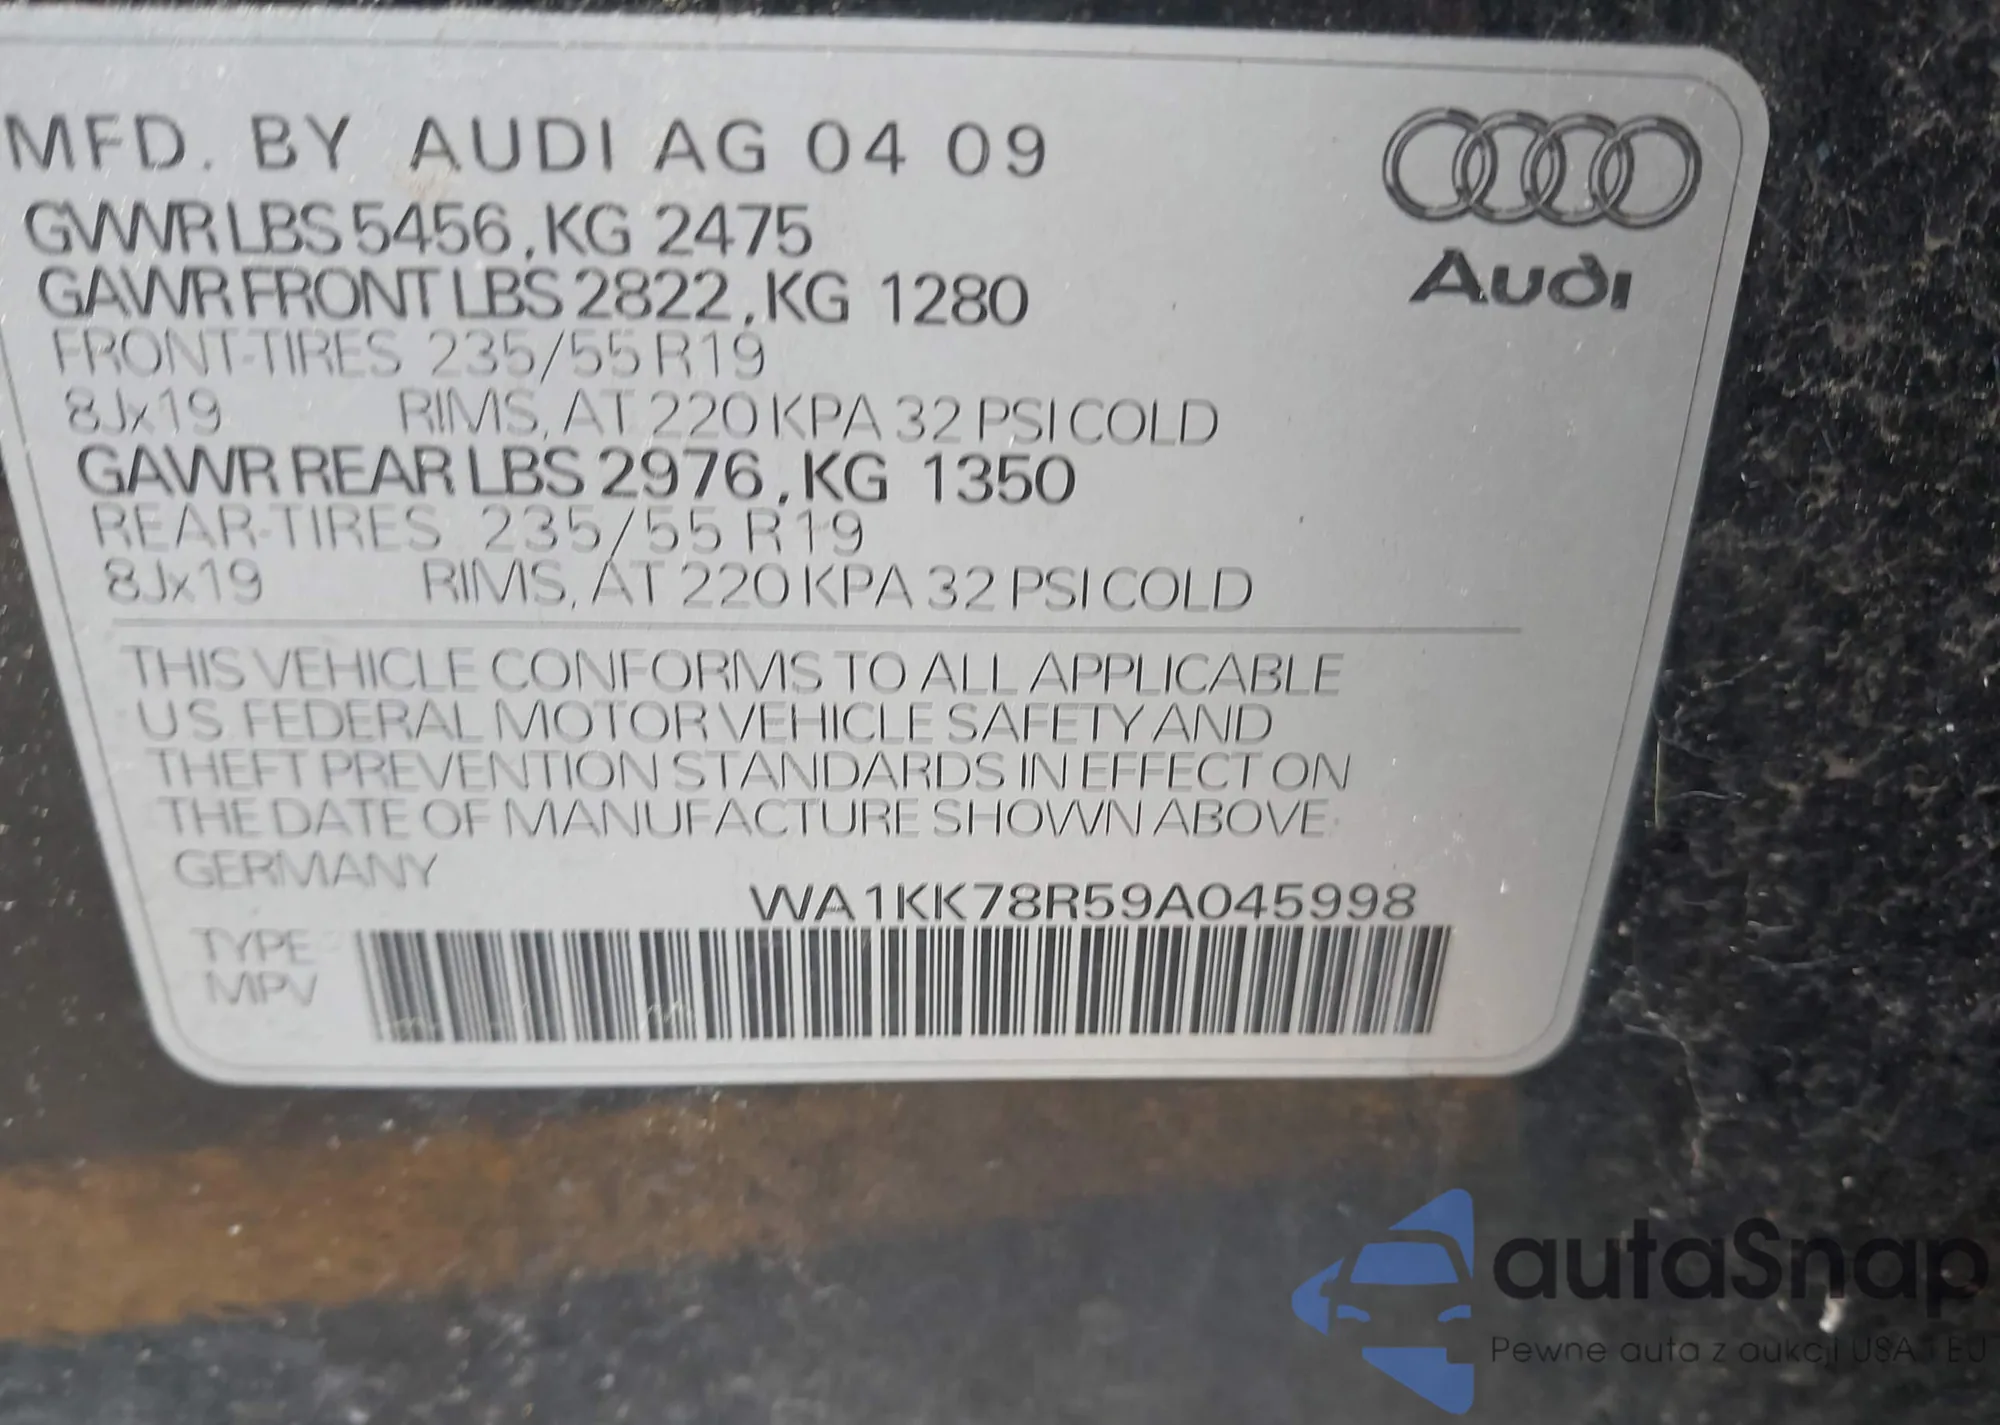 MFD. BY AUDI AG 04 09
GVWR LBS 5456, KG 2475
GAWR FRONT LBS 2822, KG 1280
FRONT-TIRES 235/55 R19
8Jx19 RIMS, AT 220 KPA 32 PSI COLD
GAWR REAR LBS 2976, KG 1350
REAR-TIRES 235/55 R19
8Jx19 RIMS, AT 220 KPA 32 PSI COLD
Audi
THIS VEHICLE CONFORMS TO ALL APPLICABLE
US FEDERAL MOTOR VEHICLE SAFETY AND
THEFT PREVENTION STANDARDS IN EFFECT ON
THE DATE OF MANUFACTURE SHOWN ABOVE.
GERMANY
WA1KK78R59A045998
TYPE
MPV
autaSnap
Pewne auta z aukcji USA i EU